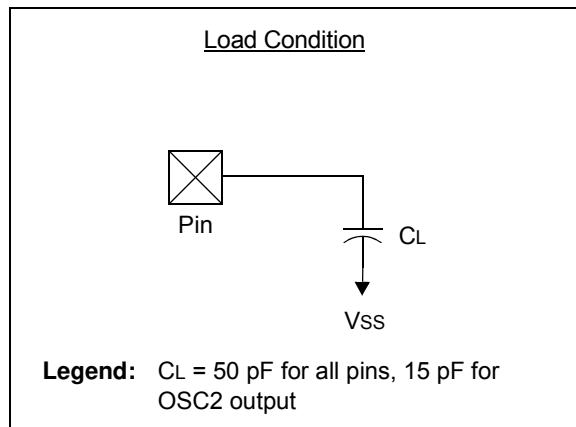 Load Condition
Pin
CL
VSS
Legend: CL = 50 pF for all pins, 15 pF for
OSC2 output